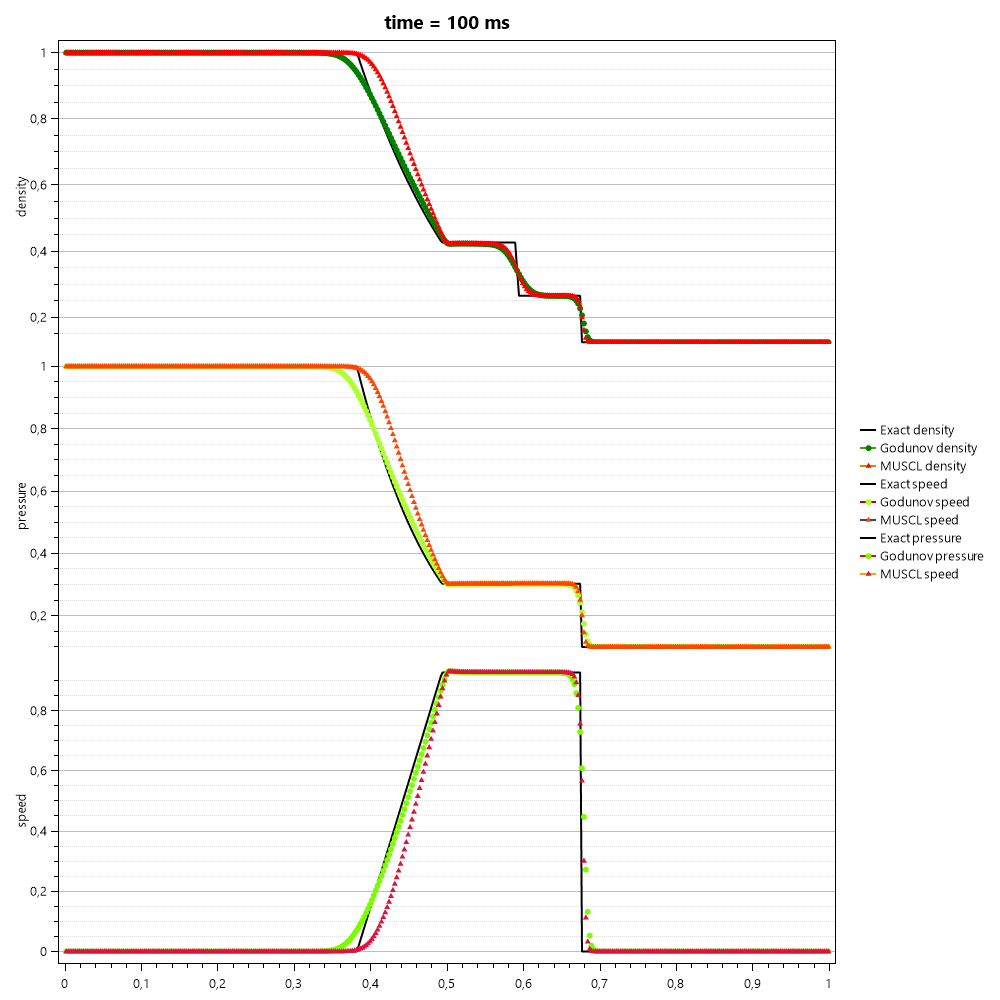 time = 100 ms
1
0,8
0,6
0,4
0,2
density
1
0,8
0,6
0,4
0,2
pressure
0,8
0,6
0,4
0,2
0
speed
0 0,1 0,2 0,3 0,4 0,5 0,6 0,7 0,8 0,9 1
Exact density
Godunov density
MUSCL density
Exact speed
Godunov speed
MUSCL speed
Exact pressure
Godunov pressure
MUSCL speed